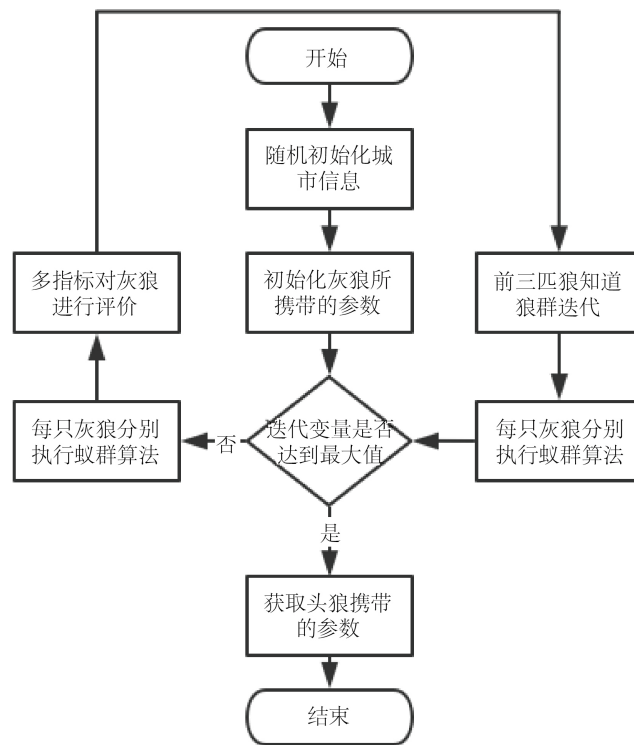 开始
随机初始化城
市信息
多指标对灰狼
进行评价
初始化灰狼所
携带的参数
前三匹狼知道
狼群迭代
每只灰狼分别
执行蚁群算法
否
迭代变量是否
达到最大值
每只灰狼分别
执行蚁群算法
是
获取头狼携带
的参数
结束